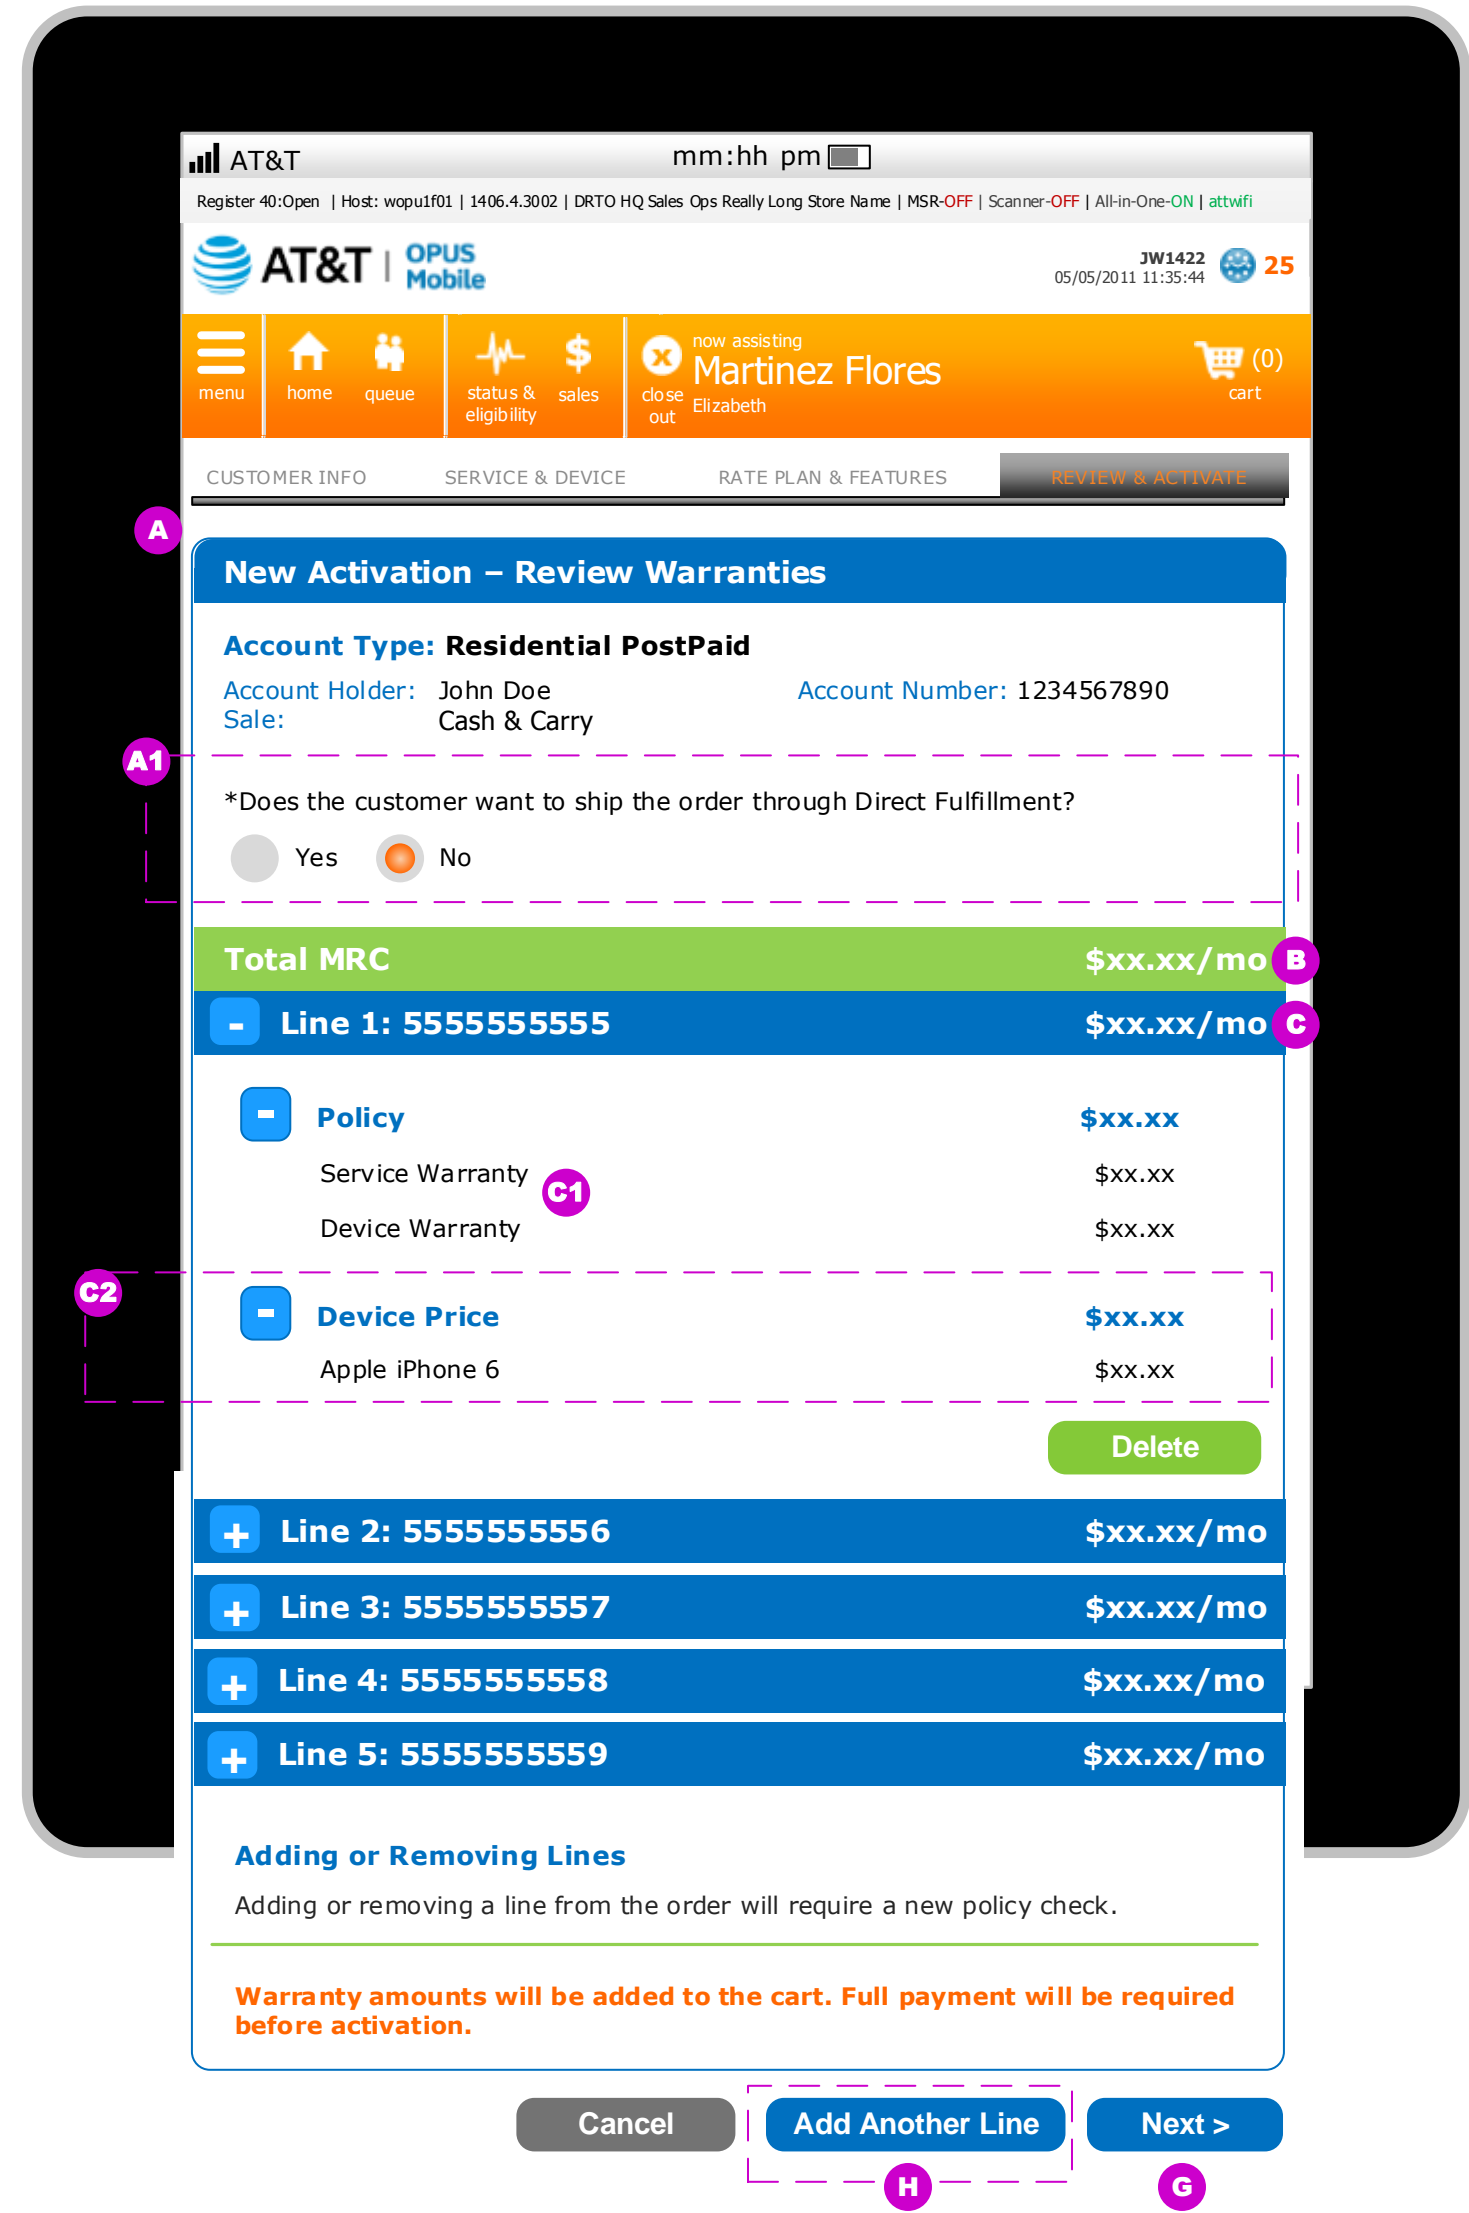 AT&T mm:hh pm
Register 40:Open | Host: wopu1f01 | 1406.4.3002 | DRTO HQ Sales Ops Really Long Store Name | MSR-OFF | Scanner-OFF | All-in-One-ON | attwifi
AT&T | OPUS Mobile
JW1422
05/05/2011 11:35:44
25
menu
home
queue
status & eligibility
sales
x
close out
now assisting
Martinez Flores
Elizabeth
(0)
cart
CUSTOMER INFO SERVICE & DEVICE RATE PLAN & FEATURES REVIEW & ACTIVATE
A
New Activation – Review Warranties
Account Type: Residential PostPaid
Account Holder: John Doe Account Number: 1234567890
Sale: Cash & Carry
A1
*Does the customer want to ship the order through Direct Fulfillment?
Yes No
Total MRC $xx.xx/mo B
- Line 1: 5555555555 $xx.xx/mo C
- Policy $xx.xx
Service Warranty $xx.xx
C1
Device Warranty $xx.xx
C2
- Device Price $xx.xx
Apple iPhone 6 $xx.xx
Delete
+ Line 2: 5555555556 $xx.xx/mo
+ Line 3: 5555555557 $xx.xx/mo
+ Line 4: 5555555558 $xx.xx/mo
+ Line 5: 5555555559 $xx.xx/mo
Adding or Removing Lines
Adding or removing a line from the order will require a new policy check.
Warranty amounts will be added to the cart. Full payment will be required
before activation.
Cancel Add Another Line Next >
H G